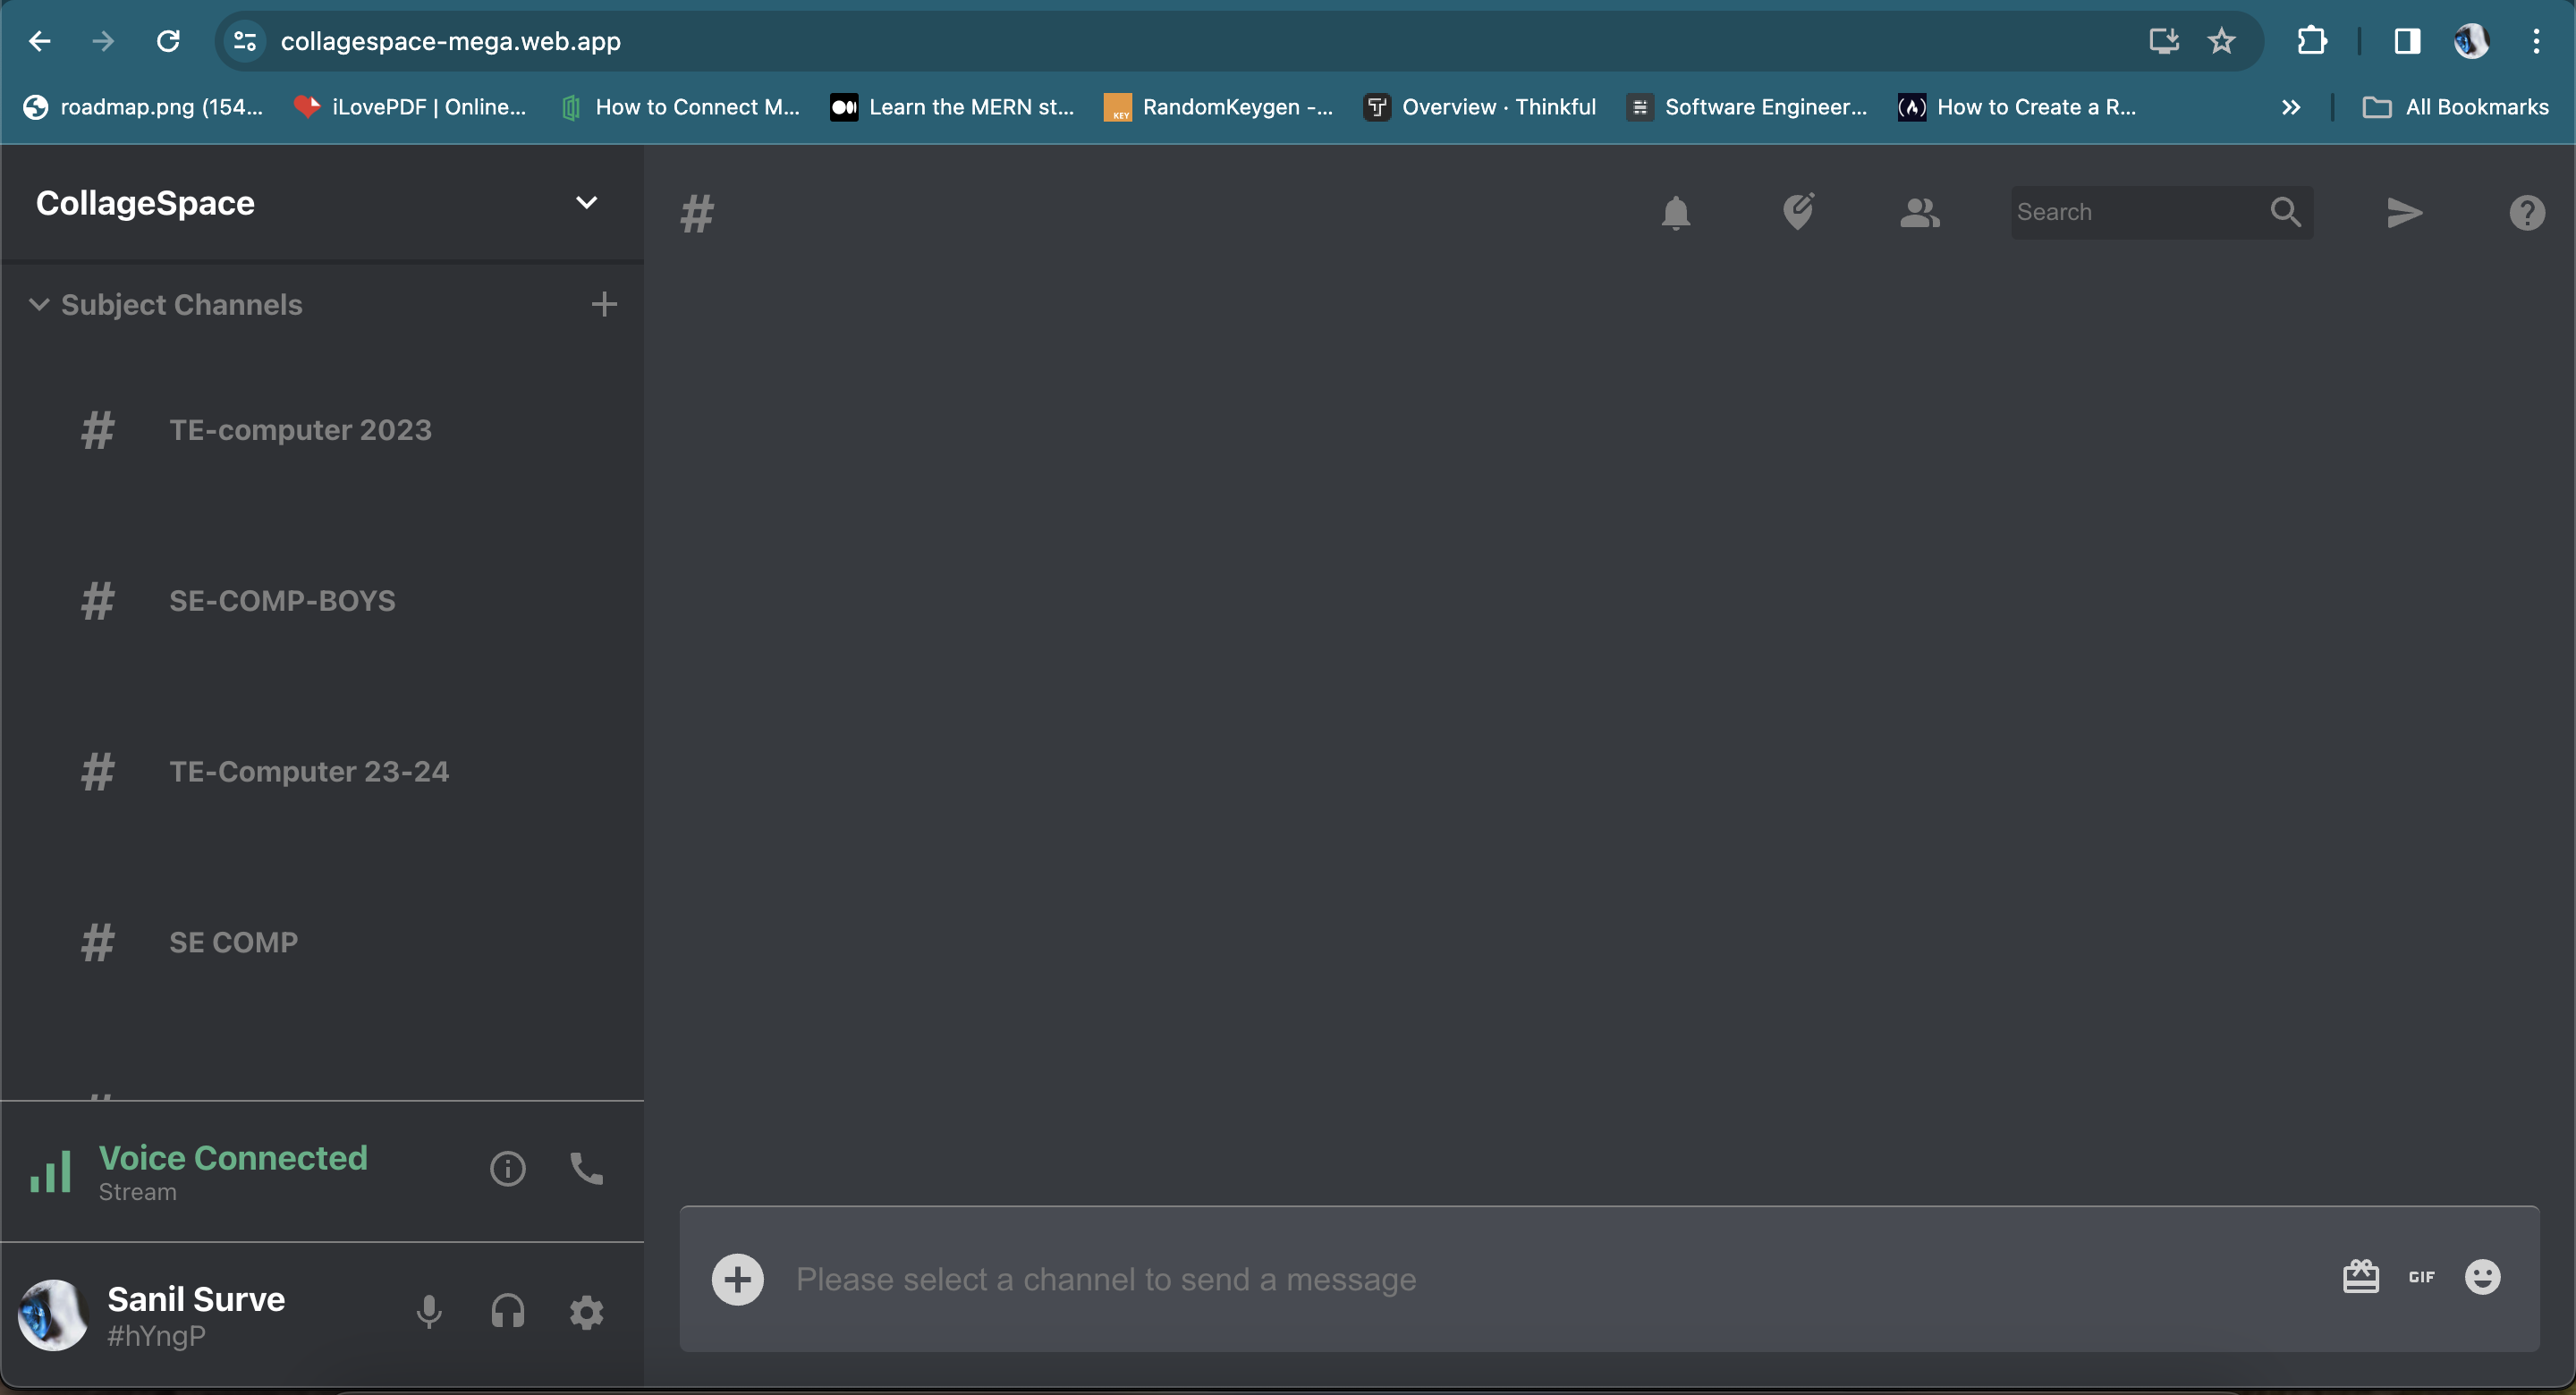 collagespace-mega.web.app
roadmap.png (154...
iLovePDF | Online...
How to Connect M...
Learn the MERN st...
KEY
RandomKeygen -...
Overview · Thinkful
Software Engineer...
How to Create a R...
All Bookmarks
CollageSpace
#
Search
Subject Channels
# TE-computer 2023
# SE-COMP-BOYS
# TE-Computer 23-24
# SE COMP
Voice Connected
Stream
Sanil Surve
#hYngP
Please select a channel to send a message
GIF